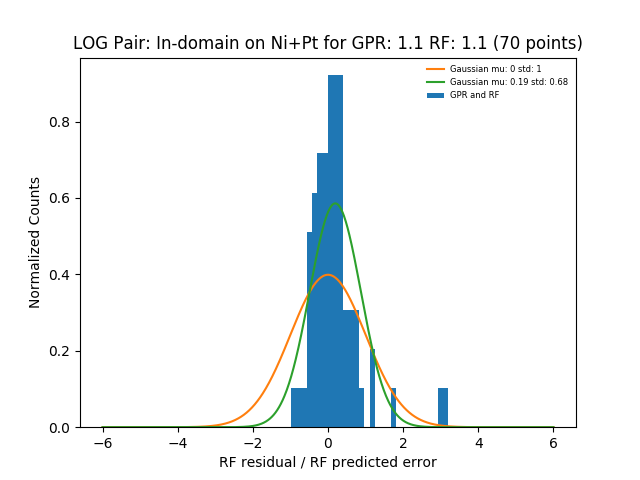 LOG Pair: In-domain on Ni+Pt for GPR: 1.1 RF: 1.1 (70 points)
Gaussian mu: 0 std: 1
Gaussian mu: 0.19 std: 0.68
GPR and RF
Normalized Counts
0.8
0.6
0.4
0.2
0.0
−6 −4 −2 0 2 4 6
RF residual / RF predicted error